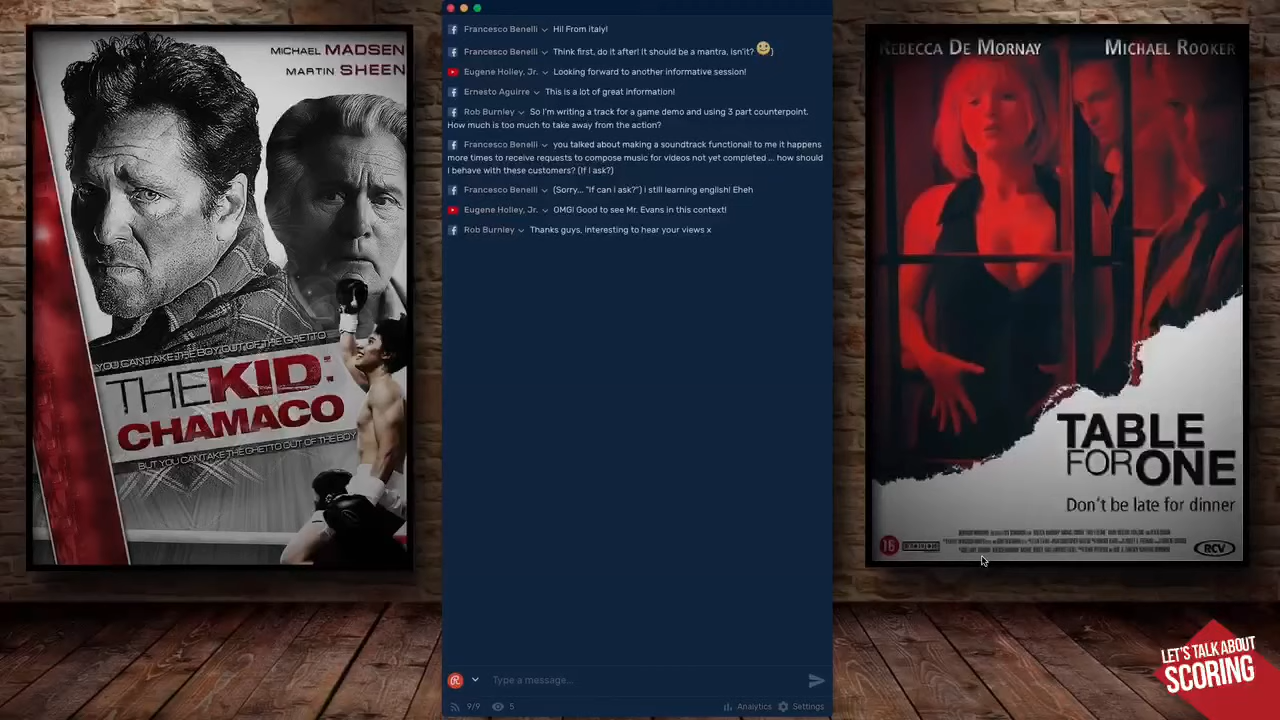 MICHAEL MADSEN
MARTIN SHEEN
YOU CAN TAKE THE BOY OUT OF THE GHETTO
THE KID:
CHAMACO
BUT YOU CAN TAKE THE GHETTO OUT OF THE BOY
Francesco Benelli Hi! From italy!
Francesco Benelli Think first, do it after! It should be a mantra, isn't it? )
Eugene Holley, Jr. Looking forward to another informative session!
Ernesto Aguirre This is a lot of great information!
Rob Burnley So I'm writing a track for a game demo and using 3 part counterpoint.
How much is too much to take away from the action?
Francesco Benelli you talked about making a soundtrack functional! to me it happens
more times to receive requests to compose music for videos not yet completed ... how should
I behave with these customers? (If i ask?)
Francesco Benelli (Sorry... "If can i ask?") i still learning english! Eheh
Eugene Holley, Jr. OMG! Good to see Mr. Evans in this context!
Rob Burnley Thanks guys, interesting to hear your views x
Type a message...
9/9 5 Analytics Settings
REBECCA DE MORNAY MICHAEL ROOKER
TABLE
FOR ONE
Don't be late for dinner
16
RCV
LET'S TALK ABOUT
SCORING